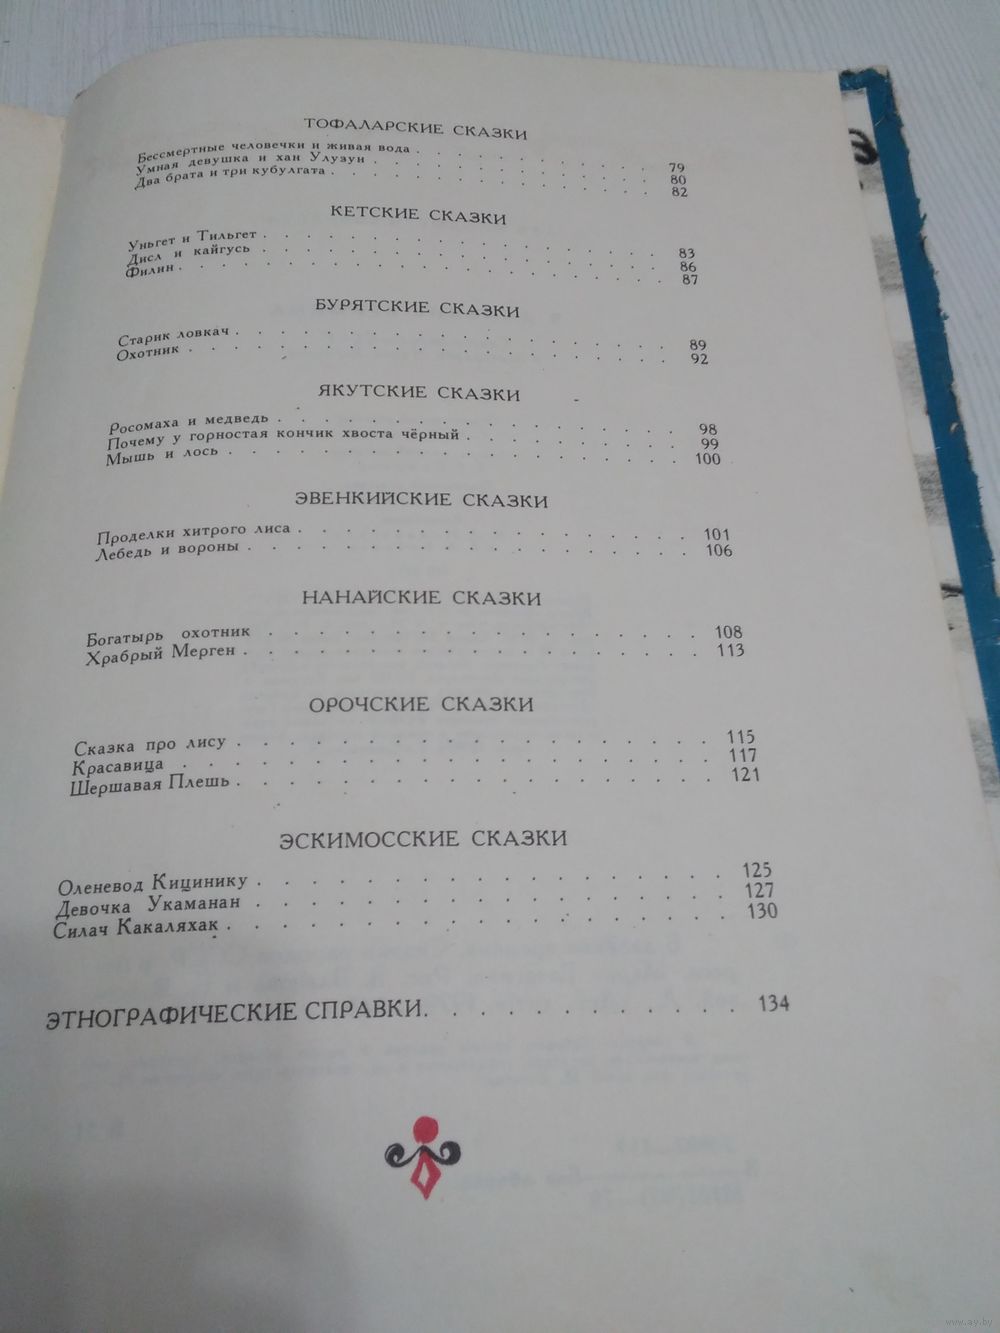 ТОФАЛАРСКИЕ СКАЗКИ
Бессмертные человечки и живая вода . . . . . . . . . 79
Умная девушка и хан Улузун . . . . . . . . . . . 80
Два брата и три кубулгата . . . . . . . . . . . . 82
КЕТСКИЕ СКАЗКИ
Уньгет и Тильгет . . . . . . . . . . . . . . . 83
Дисл и кайгусь . . . . . . . . . . . . . . . 86
Филин . . . . . . . . . . . . . . . . . . 87
БУРЯТСКИЕ СКАЗКИ
Старик ловкач . . . . . . . . . . . . . . . . 89
Охотник . . . . . . . . . . . . . . . . . . 92
ЯКУТСКИЕ СКАЗКИ
Росомаха и медведь . . . . . . . . . . . . . . 98
Почему у горностая кончик хвоста чёрный . . . . . . . 99
Мышь и лось . . . . . . . . . . . . . . . . 100
ЭВЕНКИЙСКИЕ СКАЗКИ
Проделки хитрого лиса . . . . . . . . . . . . . 101
Лебедь и вороны . . . . . . . . . . . . . . . 106
НАНАЙСКИЕ СКАЗКИ
Богатырь охотник . . . . . . . . . . . . . . . 108
Храбрый Мерген . . . . . . . . . . . . . . . . 113
ОРОЧСКИЕ СКАЗКИ
Сказка про лису . . . . . . . . . . . . . . . . 115
Красавица . . . . . . . . . . . . . . . . . . 117
Шершавая Плешь . . . . . . . . . . . . . . . . 121
ЭСКИМОССКИЕ СКАЗКИ
Оленевод Кицинику . . . . . . . . . . . . . . . 125
Девочка Укаманан . . . . . . . . . . . . . . . 127
Силач Какаляхак . . . . . . . . . . . . . . . . 130
ЭТНОГРАФИЧЕСКИЕ СПРАВКИ. . . . . . . . . . . . 134
www.ay.by